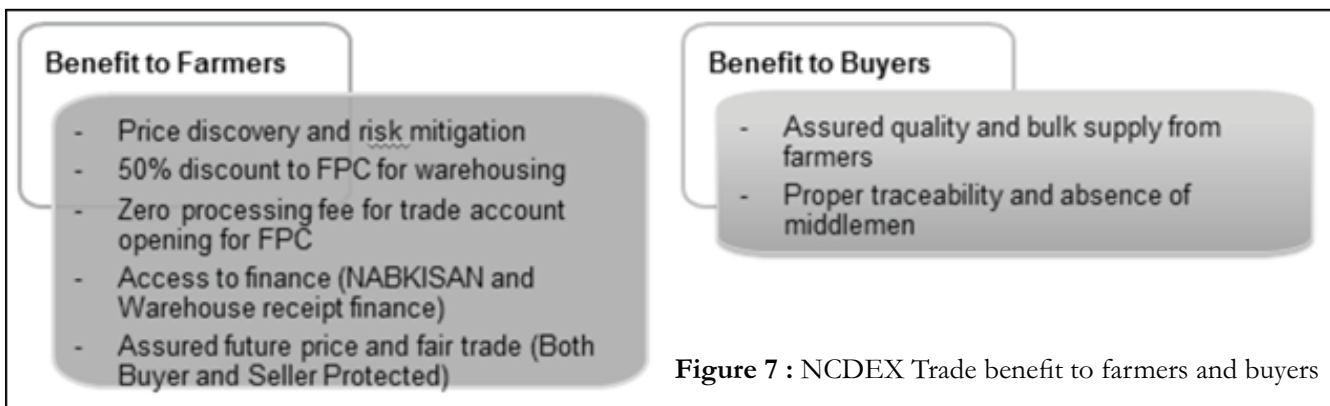 Benefit to Farmers
- Price discovery and risk mitigation
- 50% discount to FPC for warehousing
- Zero processing fee for trade account
opening for FPC
- Access to finance (NABKISAN and
Warehouse receipt finance)
- Assured future price and fair trade (Both
Buyer and Seller Protected)
Benefit to Buyers
- Assured quality and bulk supply from
farmers
- Proper traceability and absence of
middlemen
Figure 7 : NCDEX Trade benefit to farmers and buyers